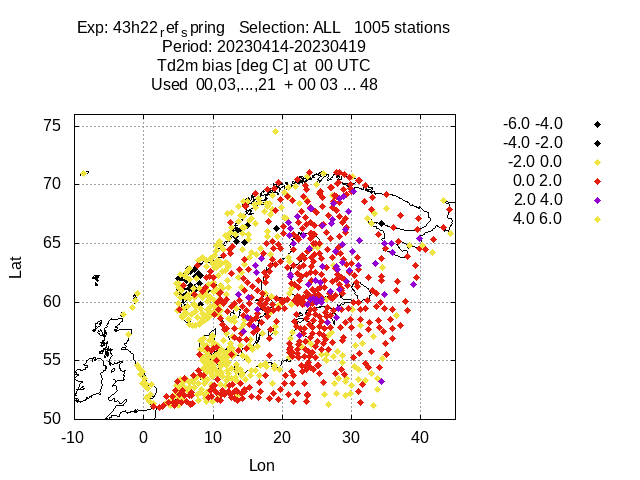 Exp: 43h22ᵣefₛpring   Selection: ALL   1005 stations
Period: 20230414-20230419
Td2m bias [deg C] at  00 UTC
Used  00,03,...,21  + 00 03 ... 48
-6.0 -4.0
-4.0 -2.0
-2.0 0.0
0.0 2.0
2.0 4.0
4.0 6.0
75
70
65
60
55
50
Lat
-10 0 10 20 30 40
Lon